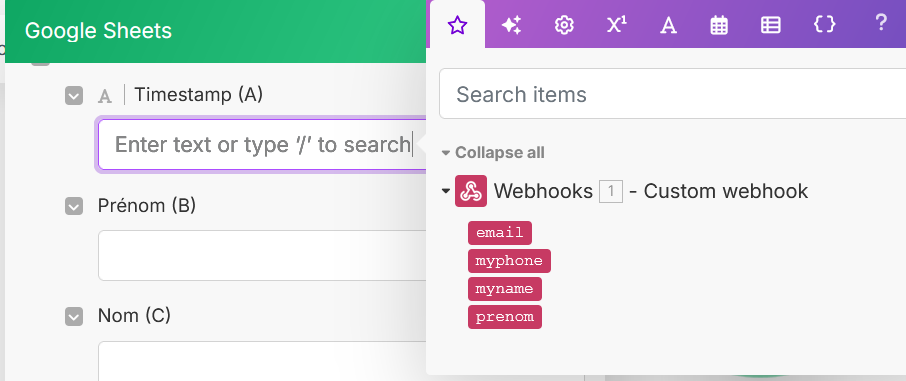 Google Sheets
A Timestamp (A)
Enter text or type ‘/’ to search
Prénom (B)
Nom (C)
X¹ A { } ?
Search items
Collapse all
Webhooks 1 - Custom webhook
email
myphone
myname
prenom